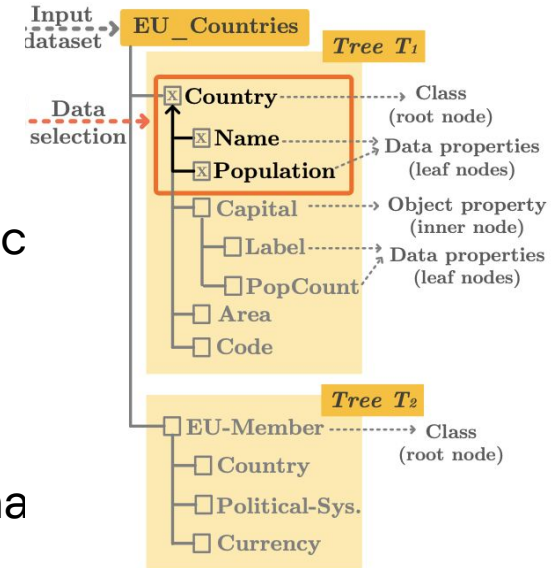 Input
dataset
EU_Countries
Tree T1
x Country
Class
(root node)
Data
selection
x Name
x Population
Data properties
(leaf nodes)
Capital
Object property
(inner node)
c
Label
PopCount
Data properties
(leaf nodes)
Area
Code
Tree T2
EU-Member
Class
(root node)
Country
Political-Sys.
Currency
na